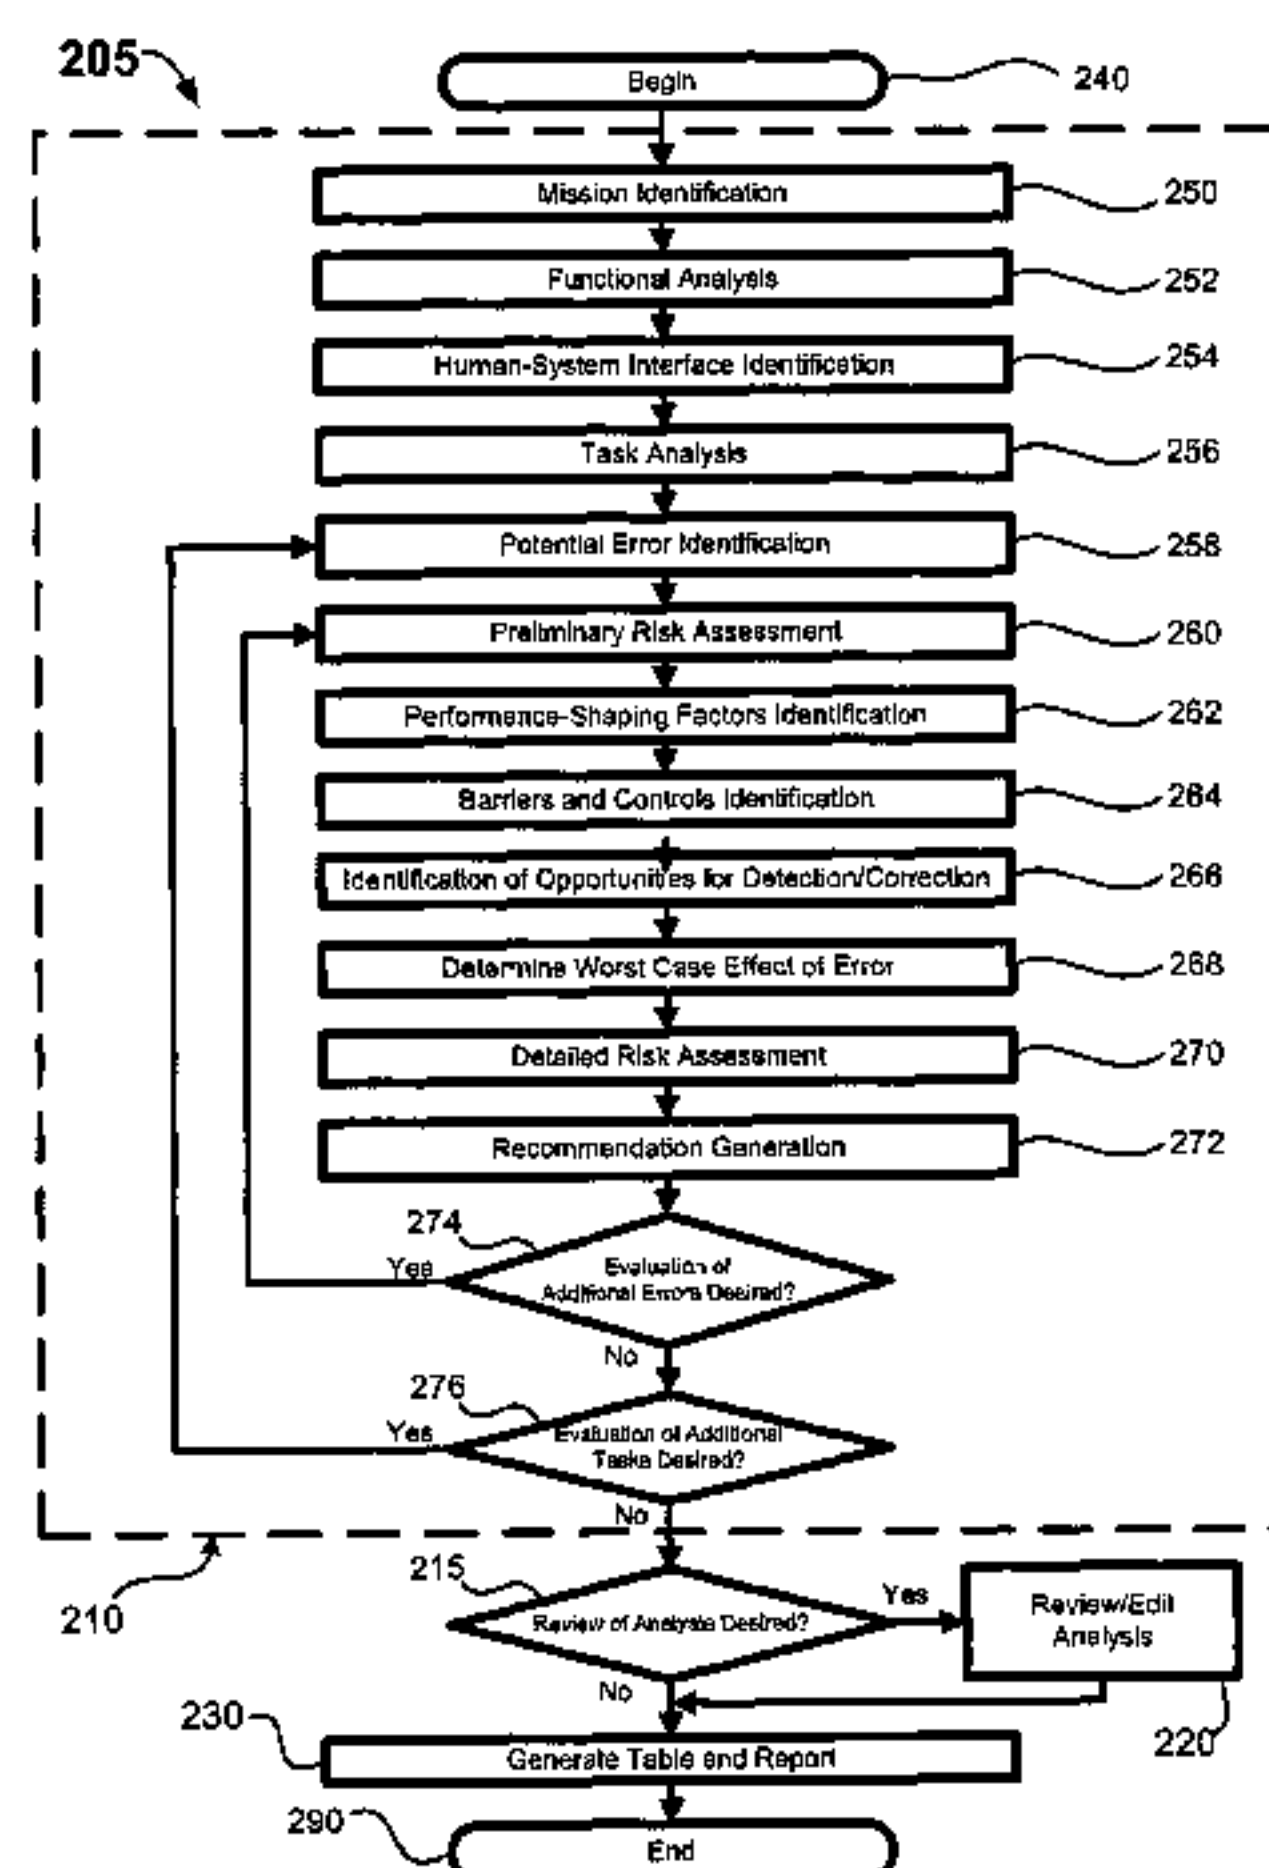 205
Begin
240
Mission Identification
250
Functional Analysis
252
Human-System Interface Identification
254
Task Analysis
256
Potential Error Identification
258
Preliminary Risk Assessment
260
Performance-Shaping Factors Identification
262
Barriers and Controls Identification
264
Identification of Opportunities for Detection/Correction
266
Determine Worst Case Effect of Error
268
Detailed Risk Assessment
270
Recommendation Generation
272
274
Yes
Evaluation of
Additional Errors Desired?
No
276
Yes
Evaluation of Additional
Tasks Desired?
No
210
215
Review of Analysis Desired?
Yes
Review/Edit
Analysis
No
220
230
Generate Table and Report
290
End